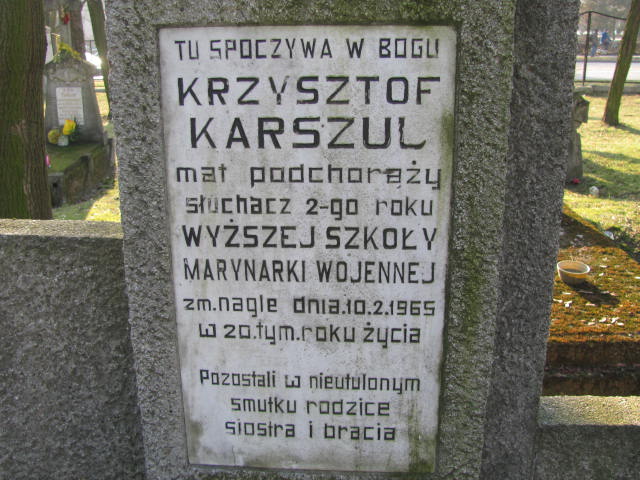 TU SPOCZYWA W BOGU
KRZYSZTOF
KARSZUL
mat podchorąży
słuchacz 2-go roku
WYŻSZEJ SZKOŁY
MARYNARKI WOJENNEJ
zm. nagle dnia 10.2.1965
w 20.tym. roku życia
Pozostali w nieutulonym
smutku rodzice
siostra i bracia